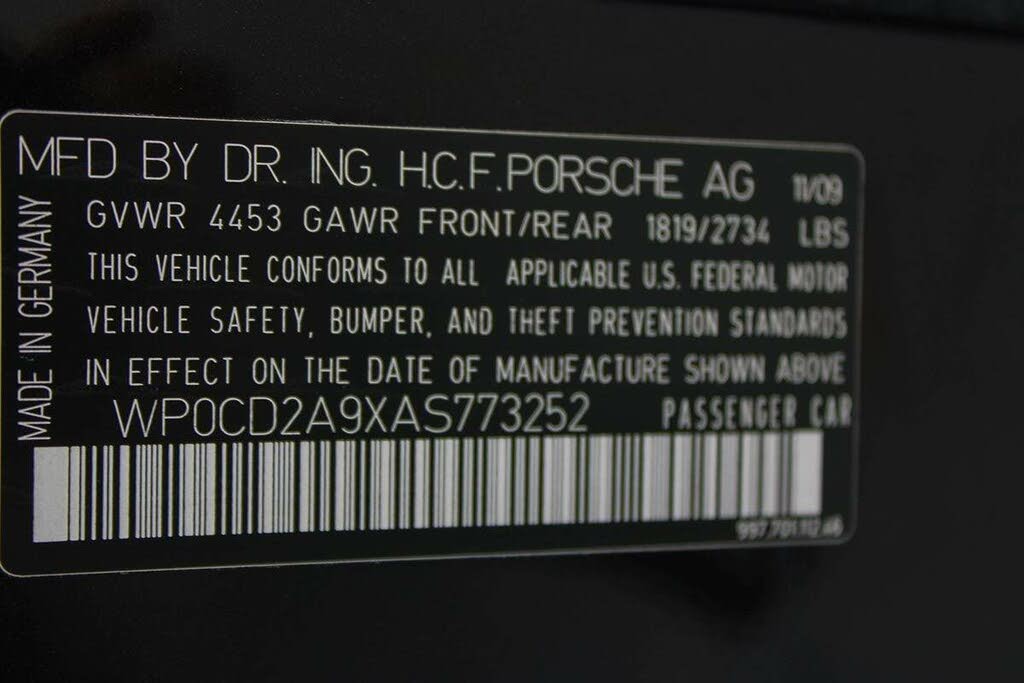 MFD BY DR. ING. H.C.F.PORSCHE AG 11/09
GVWR 4453 GAWR FRONT/REAR 1819/2734 LBS
THIS VEHICLE CONFORMS TO ALL APPLICABLE U.S. FEDERAL MOTOR
VEHICLE SAFETY, BUMPER, AND THEFT PREVENTION STANDARDS
IN EFFECT ON THE DATE OF MANUFACTURE SHOWN ABOVE
WP0CD2A9XAS773252 PASSENGER CAR
MADE IN GERMANY